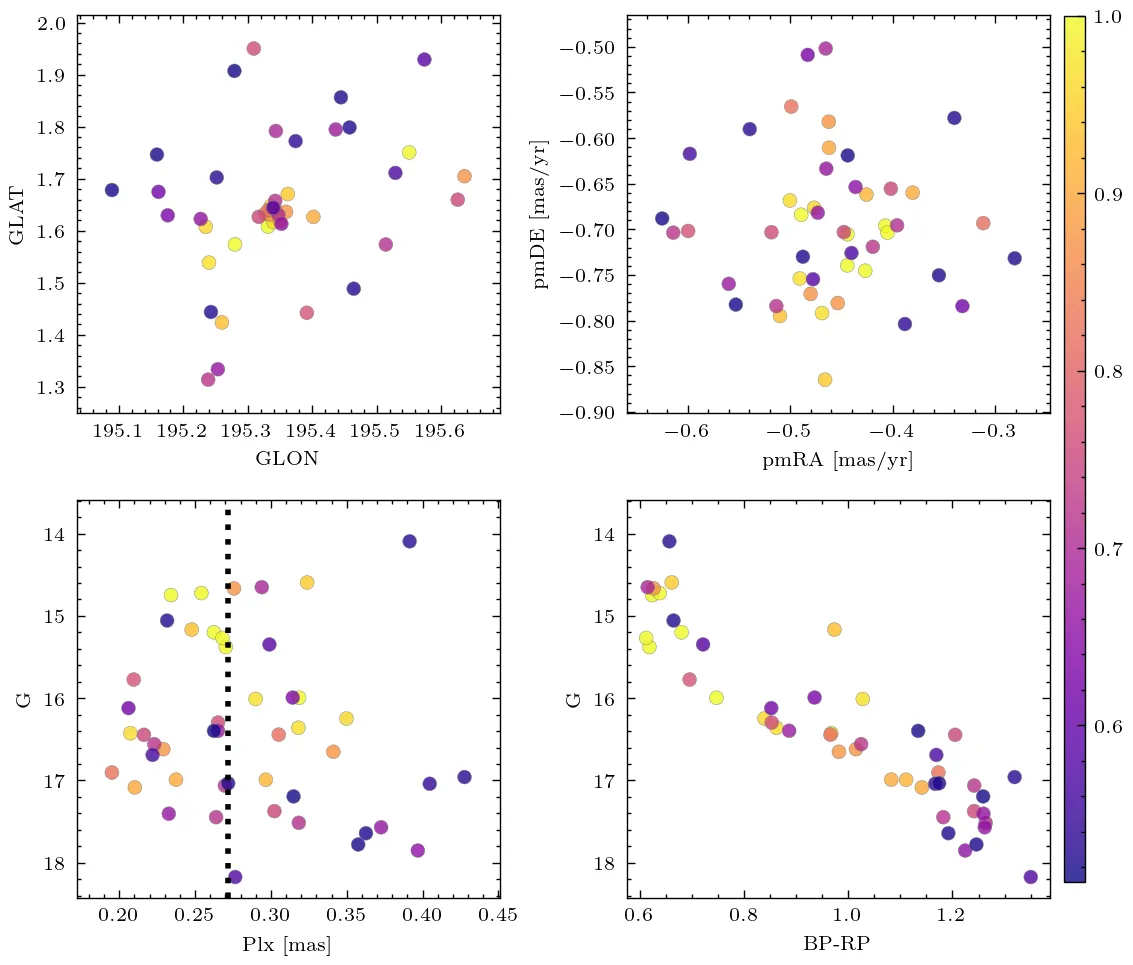 2.0
1.9
1.8
1.7
1.6
1.5
1.4
1.3
GLAT
195.1 195.2 195.3 195.4 195.5 195.6
GLON
−0.50
−0.55
−0.60
−0.65
−0.70
−0.75
−0.80
−0.85
−0.90
pmDE [mas/yr]
−0.6 −0.5 −0.4 −0.3
pmRA [mas/yr]
14
15
16
17
18
G
0.20 0.25 0.30 0.35 0.40 0.45
Plx [mas]
14
15
16
17
18
G
0.6 0.8 1.0 1.2
BP-RP
1.0
0.9
0.8
0.7
0.6